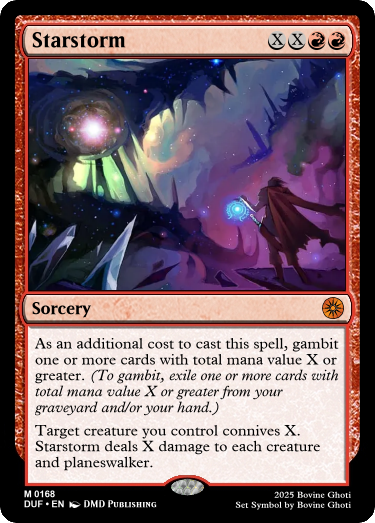 Starstorm XX
Sorcery
As an additional cost to cast this spell, gambit
one or more cards with total mana value X or
greater. (To gambit, exile one or more cards with
total mana value X or greater from your
graveyard and/or your hand.)
Target creature you control connives X.
Starstorm deals X damage to each creature
and planeswalker.
M 0168
DUF • EN DMD Publishing
2025 Bovine Ghoti
Set Symbol by Bovine Ghoti